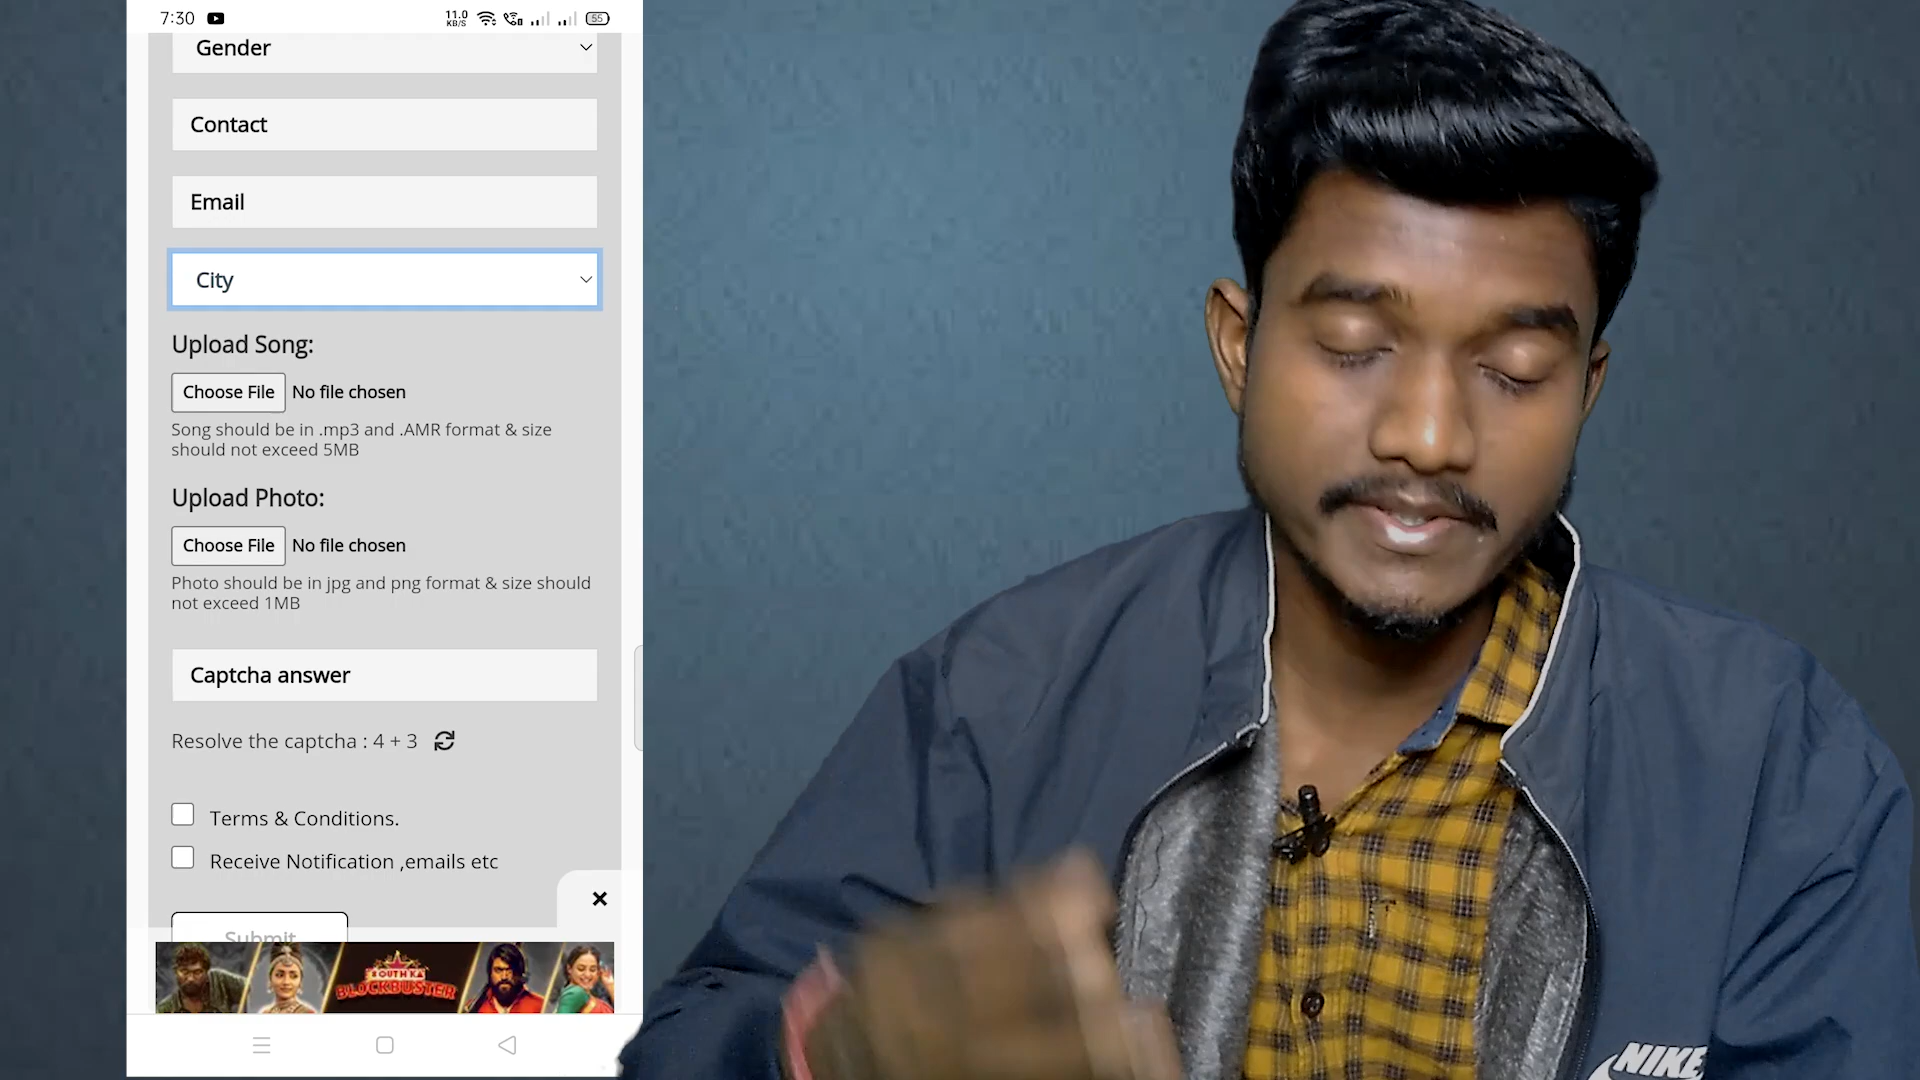 7:30
11.0
KB/S
55
Gender
Contact
Email
City
Upload Song:
Choose File No file chosen
Song should be in .mp3 and .AMR format & size
should not exceed 5MB
Upload Photo:
Choose File No file chosen
Photo should be in jpg and png format & size should
not exceed 1MB
Captcha answer
Resolve the captcha : 4 + 3
Terms & Conditions.
Receive Notification ,emails etc
Submit
SOUTH KA
BLOCKBUSTER
NIKE